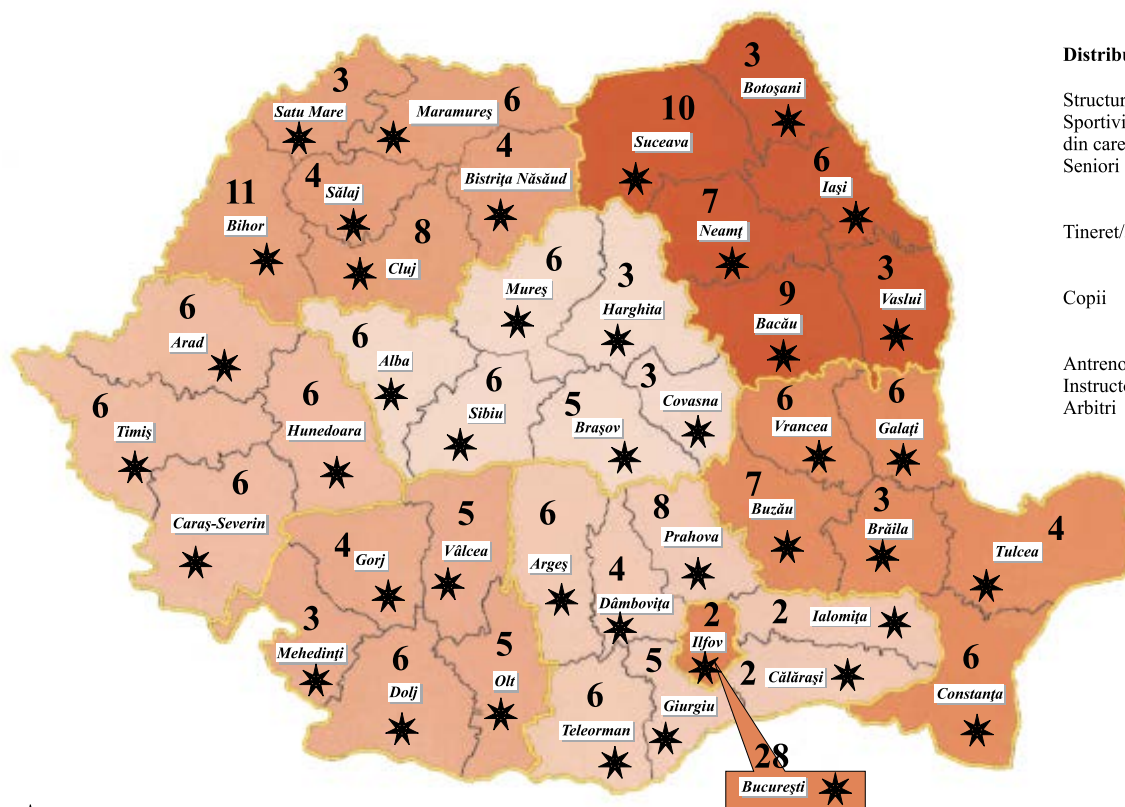 3
Satu Mare
6
Maramureş
4
Bistriţa Năsăud
11
Bihor
4
Sălaj
8
Cluj
10
Suceava
3
Botoşani
6
Iaşi
7
Neamţ
9
Bacău
3
Vaslui
6
Arad
6
Timiş
6
Hunedoara
6
Caraş-Severin
6
Alba
6
Mureş
3
Harghita
6
Sibiu
5
Braşov
3
Covasna
6
Vrancea
6
Galaţi
7
Buzău
3
Brăila
4
Tulcea
6
Constanţa
4
Gorj
5
Vâlcea
3
Mehedinţi
6
Dolj
5
Olt
6
Argeş
4
Dâmboviţa
8
Prahova
6
Teleorman
5
Giurgiu
2
Ilfov
2
Ialomiţa
2
Călăraşi
28
Bucureşti
Distribu
Structur
Sportivi
din care
Seniori
Tineret/
Copii
Antreno
Instructo
Arbitri